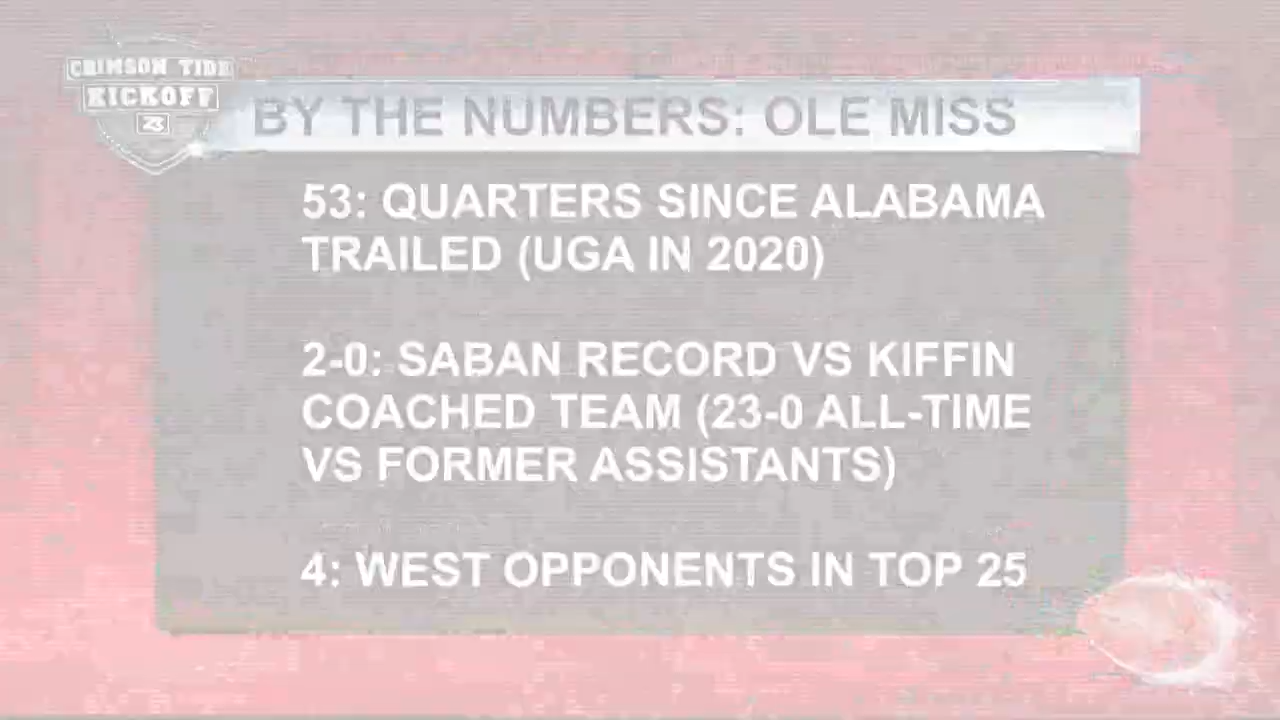 CRIMSON TIDE
KICKOFF
23
BY THE NUMBERS: OLE MISS
53: QUARTERS SINCE ALABAMA
TRAILED (UGA IN 2020)
2-0: SABAN RECORD VS KIFFIN
COACHED TEAM (23-0 ALL-TIME
VS FORMER ASSISTANTS)
4: WEST OPPONENTS IN TOP 25